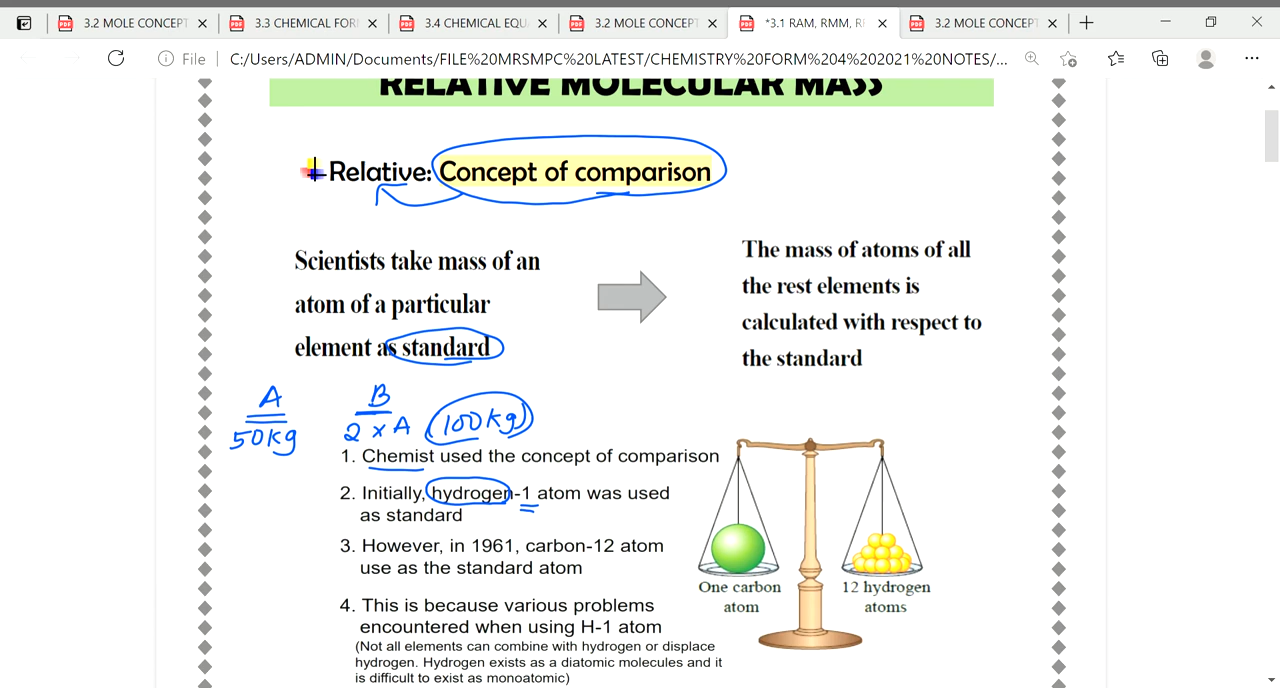 3.2 MOLE CONCEPT
3.3 CHEMICAL FOR
3.4 CHEMICAL EQU
3.2 MOLE CONCEPT
*3.1 RAM, RMM, R
3.2 MOLE CONCEP
File
C:/Users/ADMIN/Documents/FILE%20MRSMPC%20LATEST/CHEMISTRY%20FORM%204%202021%20NOTES/...
RELATIVE MOLECULAR MASS
Relative: Concept of comparison
Scientists take mass of an
atom of a particular
element as standard
The mass of atoms of all
the rest elements is
calculated with respect to
the standard
A
50kg
B
2 x A (100kg)
1. Chemist used the concept of comparison
2. Initially, hydrogen-1 atom was used
as standard
3. However, in 1961, carbon-12 atom
use as the standard atom
4. This is because various problems
encountered when using H-1 atom
(Not all elements can combine with hydrogen or displace
hydrogen. Hydrogen exists as a diatomic molecules and it
is difficult to exist as monoatomic)
One carbon
atom
12 hydrogen
atoms